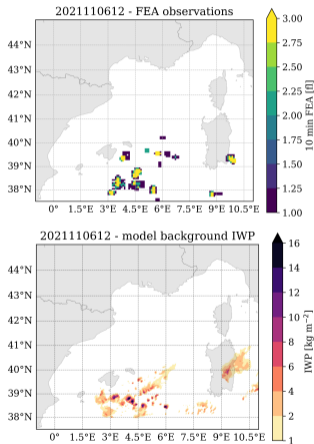 2021110612 - FEA observations
44°N
43°N
42°N
41°N
40°N
39°N
38°N
0° 1.5°E 3°E 4.5°E 6°E 7.5°E 9°E 10.5°E
3.00
2.75
2.50
2.25
2.00
1.75
1.50
1.25
1.00
10 min FEA [fl]
2021110612 - model background IWP
44°N
43°N
42°N
41°N
40°N
39°N
38°N
0° 1.5°E 3°E 4.5°E 6°E 7.5°E 9°E 10.5°E
16
14
12
10
8
6
4
2
1
IWP [kg m⁻²]